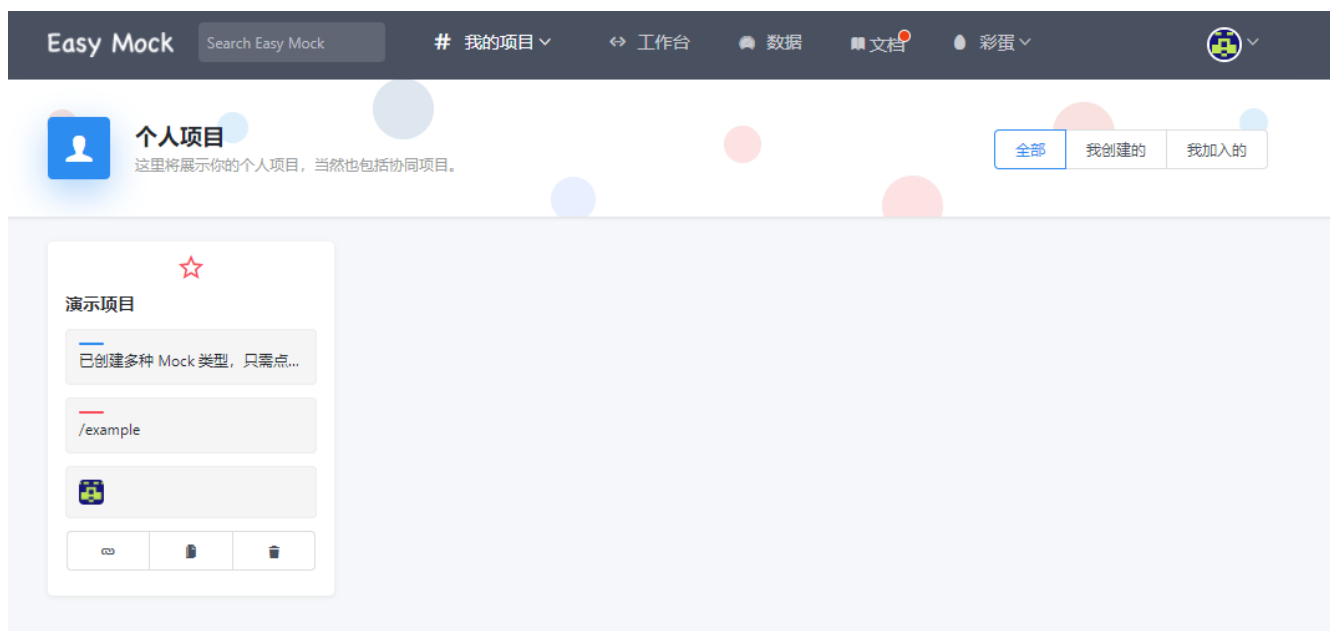 Easy Mock
Search Easy Mock
# 我的项目
工作台
数据
文档
彩蛋
个人项目
这里将展示你的个人项目，当然也包括协同项目。
全部
我创建的
我加入的
演示项目
已创建多种 Mock 类型，只需点...
/example